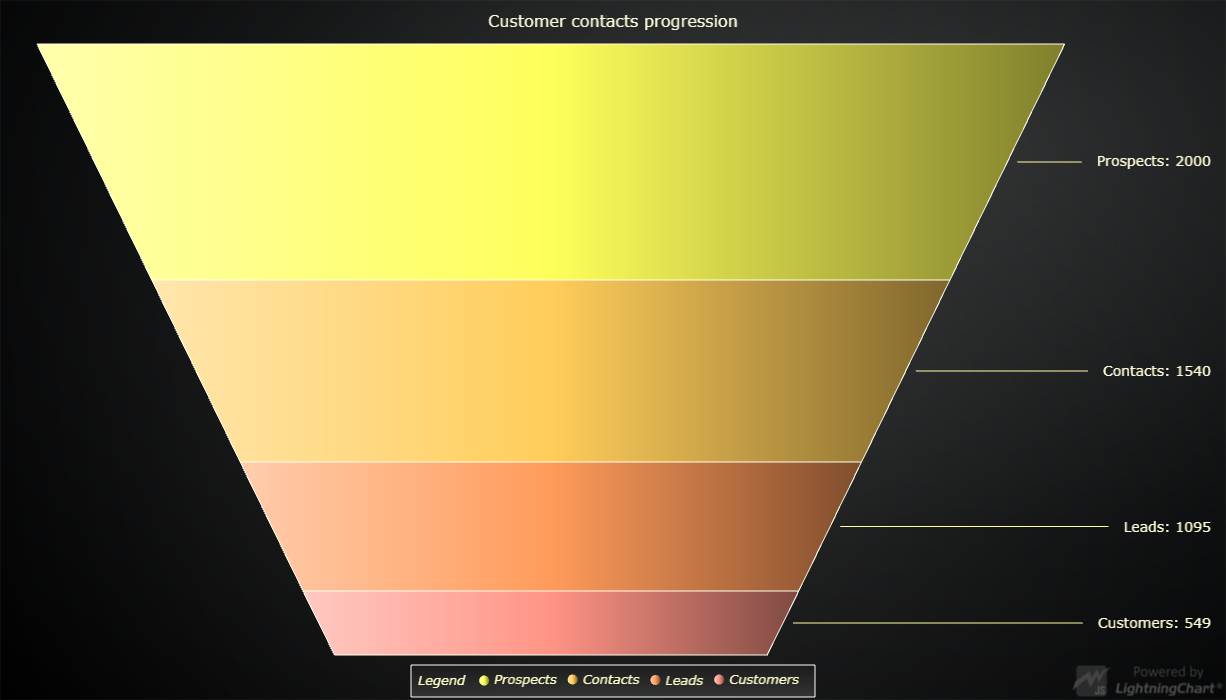 Customer contacts progression
Prospects: 2000
Contacts: 1540
Leads: 1095
Customers: 549
Legend Prospects Contacts Leads Customers
Powered by
JS LightningChart®